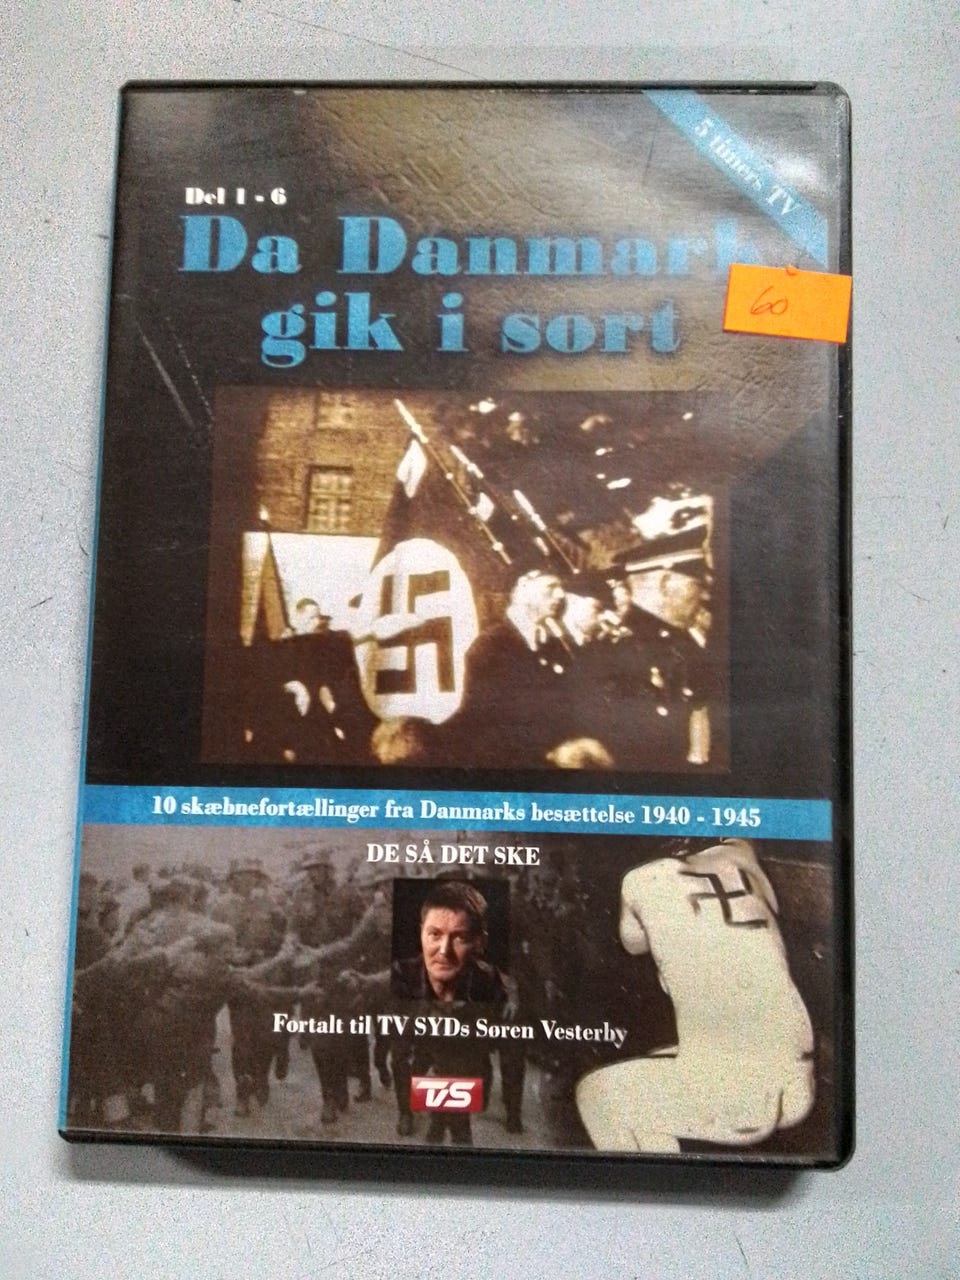 5 timers TV
Del 1 - 6
Da Danmark
gik i sort
60
10 skæbnefortællinger fra Danmarks besættelse 1940 - 1945
DE SÅ DET SKE
Fortalt til TV SYDs Søren Vesterby
TVS